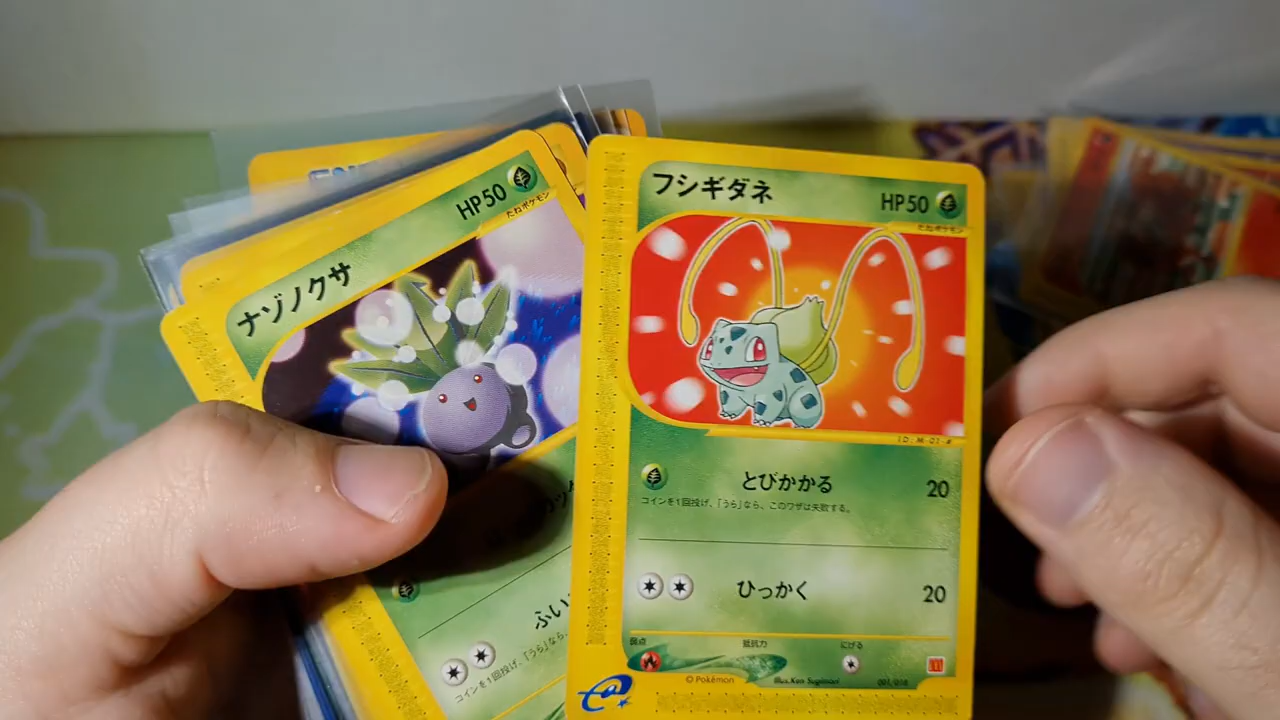 ナゾノクサ
HP50
たねポケモン
ふい
コインを1回投げ、「うら」なら、
フシギダネ
HP50
たねポケモン
I.D.: M-01-#
とびかかる 20
コインを1回投げ、「うら」なら、このワザは失敗する。
ひっかく 20
弱点 抵抗力 にげる
© Pokémon Illus. Ken Sugimori 001/018
e